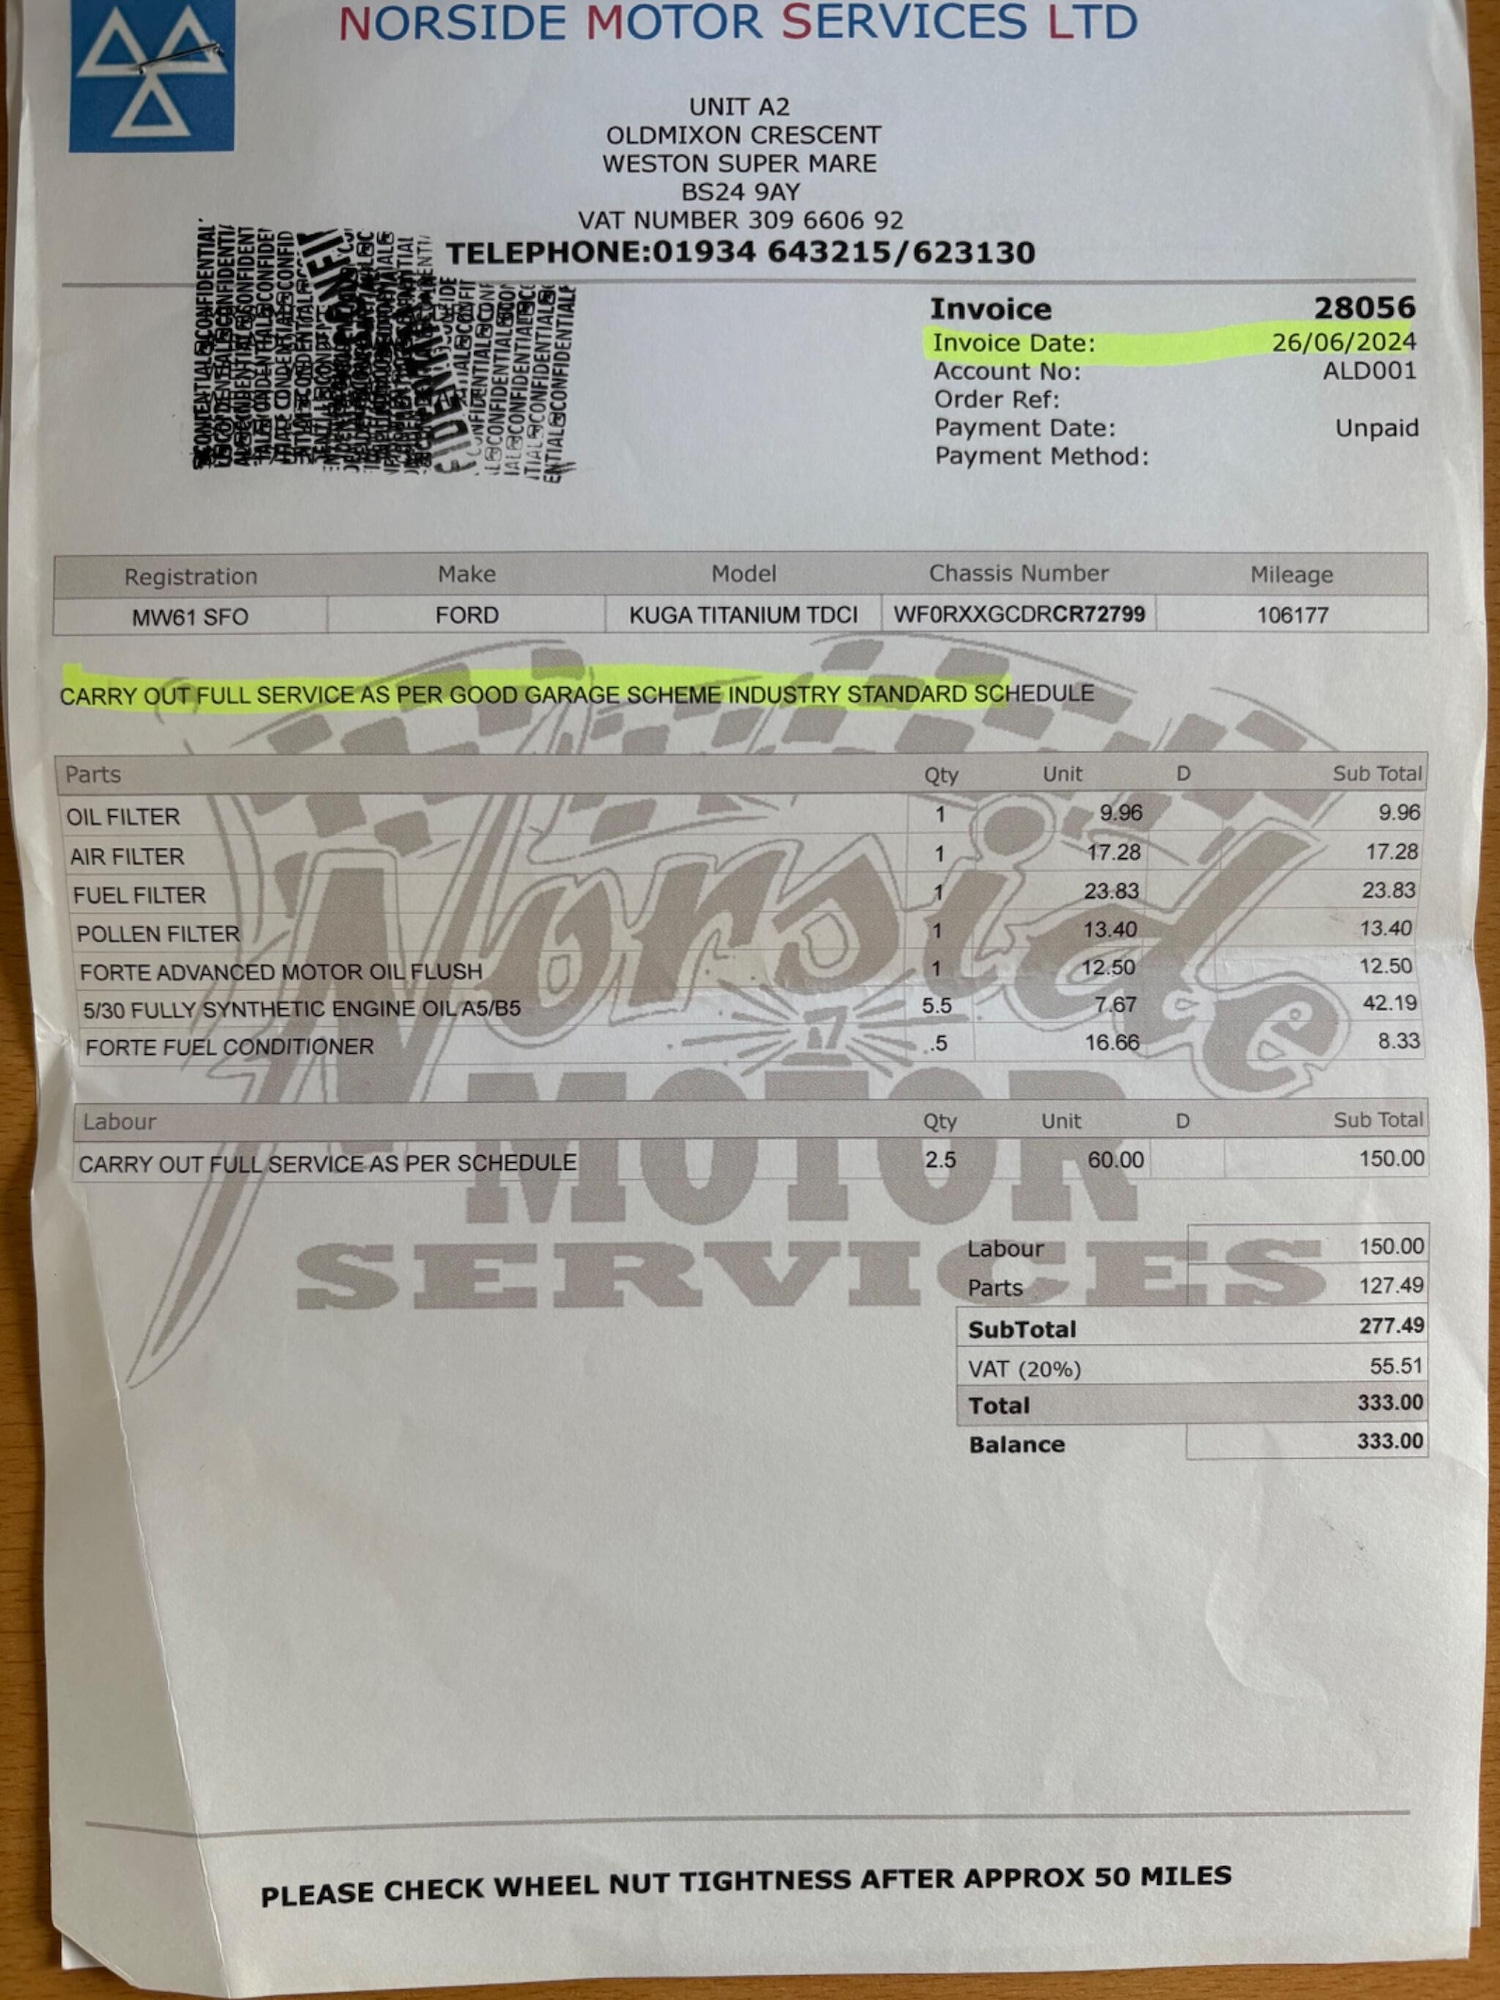 NORSIDE MOTOR SERVICES LTD
UNIT A2
OLDMIXON CRESCENT
WESTON SUPER MARE
BS24 9AY
VAT NUMBER 309 6606 92
TELEPHONE:01934 643215/623130
Invoice 28056
Invoice Date: 26/06/2024
Account No: ALD001
Order Ref:
Payment Date: Unpaid
Payment Method:
CONFIDENTIAL
Registration Make Model Chassis Number Mileage
MW61 SFO FORD KUGA TITANIUM TDCI WF0RXXGCDRCR72799 106177
CARRY OUT FULL SERVICE AS PER GOOD GARAGE SCHEME INDUSTRY STANDARD SCHEDULE
Parts Qty Unit D Sub Total
OIL FILTER 1 9.96 9.96
AIR FILTER 1 17.28 17.28
FUEL FILTER 1 23.83 23.83
POLLEN FILTER 1 13.40 13.40
FORTE ADVANCED MOTOR OIL FLUSH 1 12.50 12.50
5/30 FULLY SYNTHETIC ENGINE OIL A5/B5 5.5 7.67 42.19
FORTE FUEL CONDITIONER .5 16.66 8.33
Norside
MOTOR
SERVICES
Labour Qty Unit D Sub Total
CARRY OUT FULL SERVICE AS PER SCHEDULE 2.5 60.00 150.00
Labour 150.00
Parts 127.49
SubTotal 277.49
VAT (20%) 55.51
Total 333.00
Balance 333.00
PLEASE CHECK WHEEL NUT TIGHTNESS AFTER APPROX 50 MILES